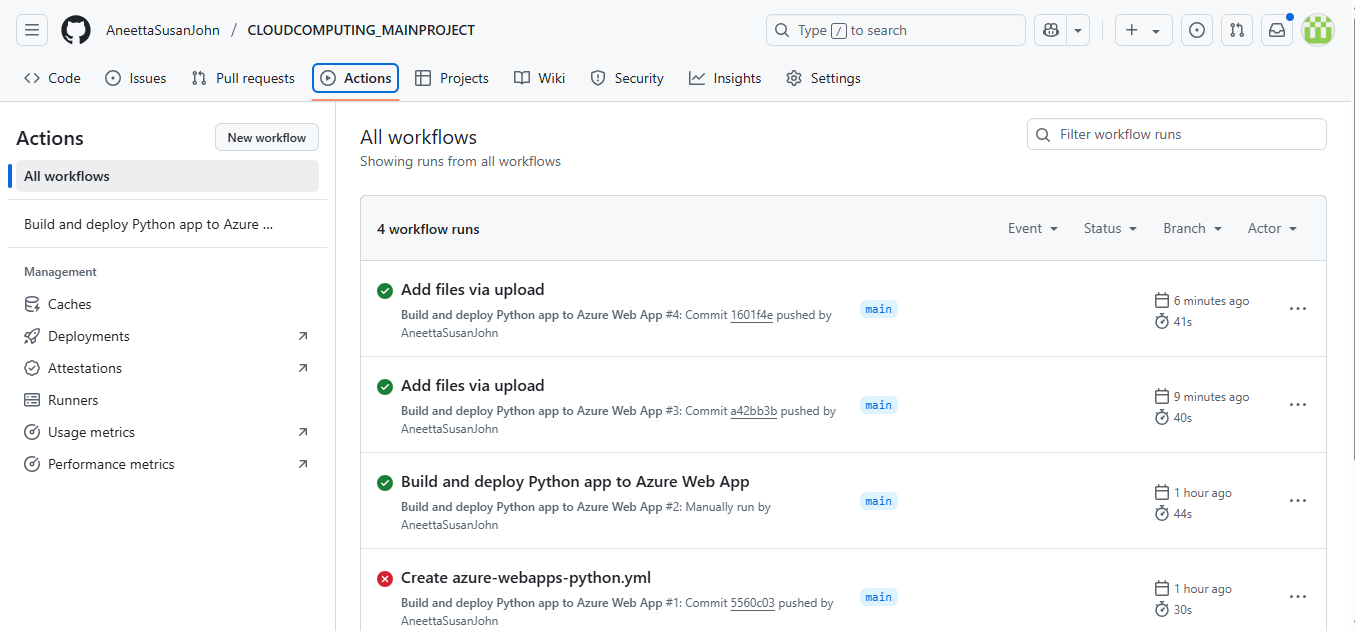 AneettaSusanJohn / CLOUDCOMPUTING_MAINPROJECT
Type / to search
Code
Issues
Pull requests
Actions
Projects
Wiki
Security
Insights
Settings
Actions
New workflow
All workflows
Build and deploy Python app to Azure ...
Management
Caches
Deployments
Attestations
Runners
Usage metrics
Performance metrics
All workflows
Showing runs from all workflows
Filter workflow runs
4 workflow runs
Event
Status
Branch
Actor
Add files via upload
Build and deploy Python app to Azure Web App #4: Commit 1601f4e pushed by
AneettaSusanJohn
main
6 minutes ago
41s
Add files via upload
Build and deploy Python app to Azure Web App #3: Commit a42bb3b pushed by
AneettaSusanJohn
main
9 minutes ago
40s
Build and deploy Python app to Azure Web App
Build and deploy Python app to Azure Web App #2: Manually run by
AneettaSusanJohn
main
1 hour ago
44s
Create azure-webapps-python.yml
Build and deploy Python app to Azure Web App #1: Commit 5560c03 pushed by
AneettaSusanJohn
main
1 hour ago
30s